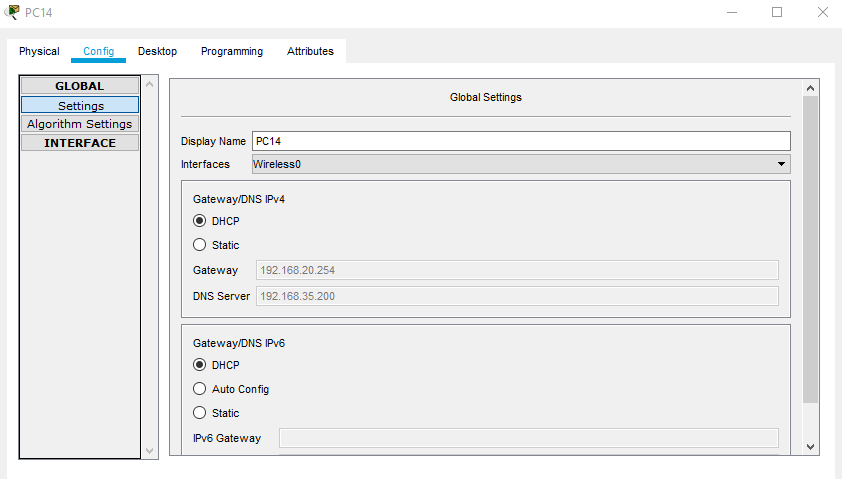 PC14
Physical Config Desktop Programming Attributes
GLOBAL
Settings
Algorithm Settings
INTERFACE
Global Settings
Display Name PC14
Interfaces Wireless0
Gateway/DNS IPv4
DHCP
Static
Gateway 192.168.20.254
DNS Server 192.168.35.200
Gateway/DNS IPv6
DHCP
Auto Config
Static
IPv6 Gateway